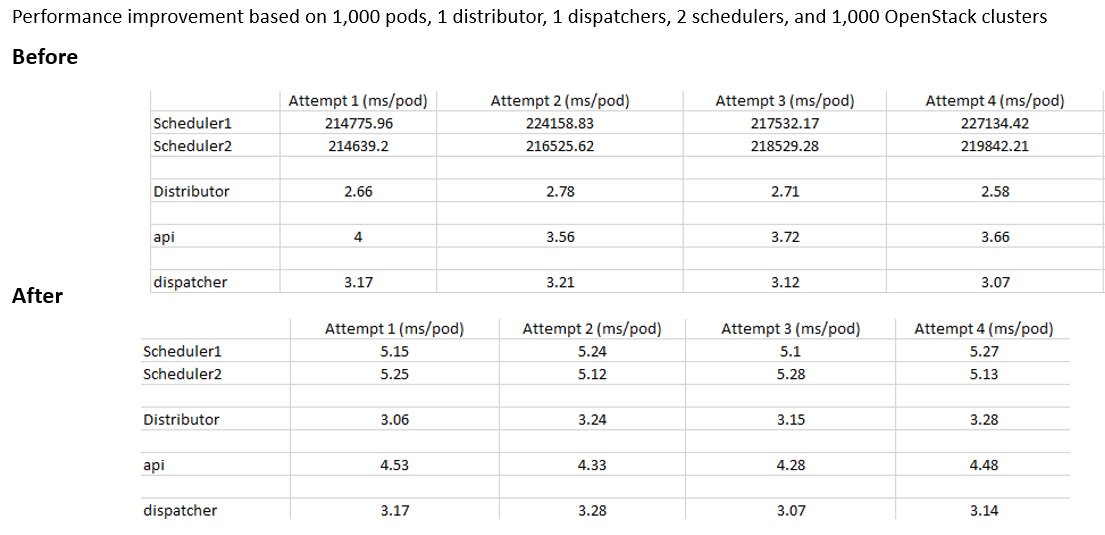 Performance improvement based on 1,000 pods, 1 distributor, 1 dispatchers, 2 schedulers, and 1,000 OpenStack clusters
Before
Attempt 1 (ms/pod) Attempt 2 (ms/pod) Attempt 3 (ms/pod) Attempt 4 (ms/pod)
Scheduler1 214775.96 224158.83 217532.17 227134.42
Scheduler2 214639.2 216525.62 218529.28 219842.21
Distributor 2.66 2.78 2.71 2.58
api 4 3.56 3.72 3.66
dispatcher 3.17 3.21 3.12 3.07
After
Attempt 1 (ms/pod) Attempt 2 (ms/pod) Attempt 3 (ms/pod) Attempt 4 (ms/pod)
Scheduler1 5.15 5.24 5.1 5.27
Scheduler2 5.25 5.12 5.28 5.13
Distributor 3.06 3.24 3.15 3.28
api 4.53 4.33 4.28 4.48
dispatcher 3.17 3.28 3.07 3.14